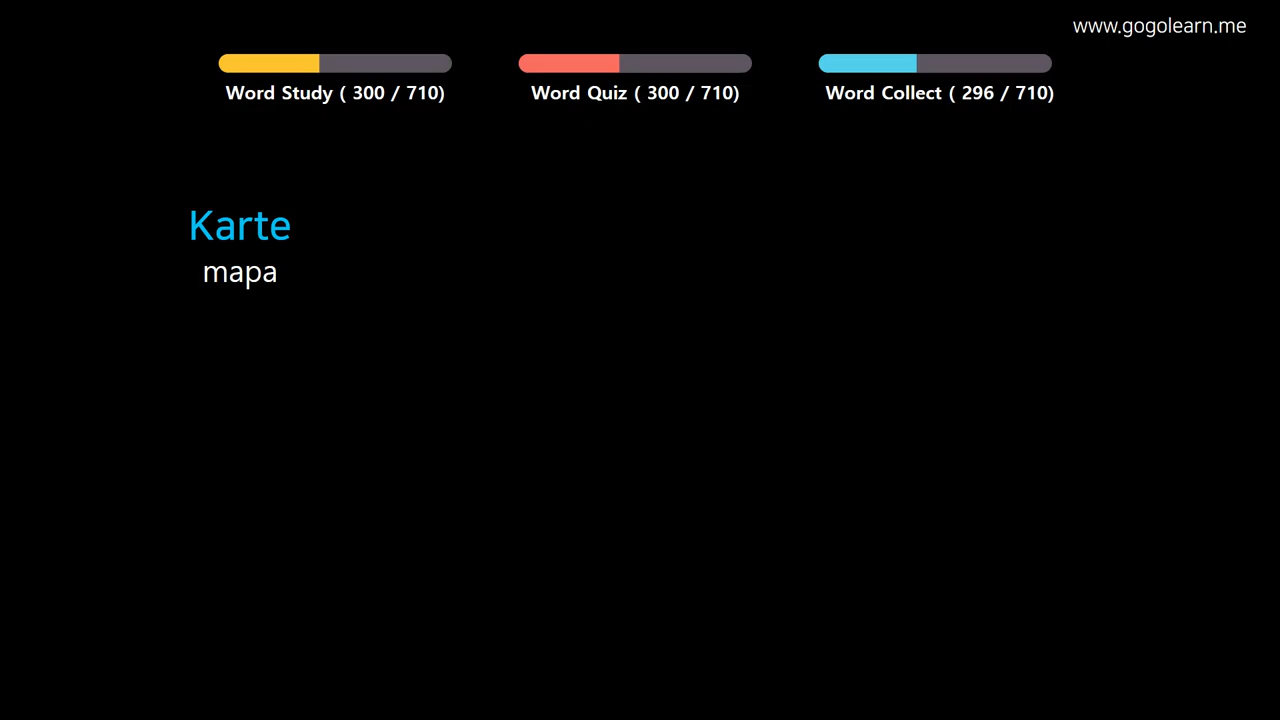 www.gogolearn.me
Word Study ( 300 / 710)
Word Quiz ( 300 / 710)
Word Collect ( 296 / 710)
Karte
mapa